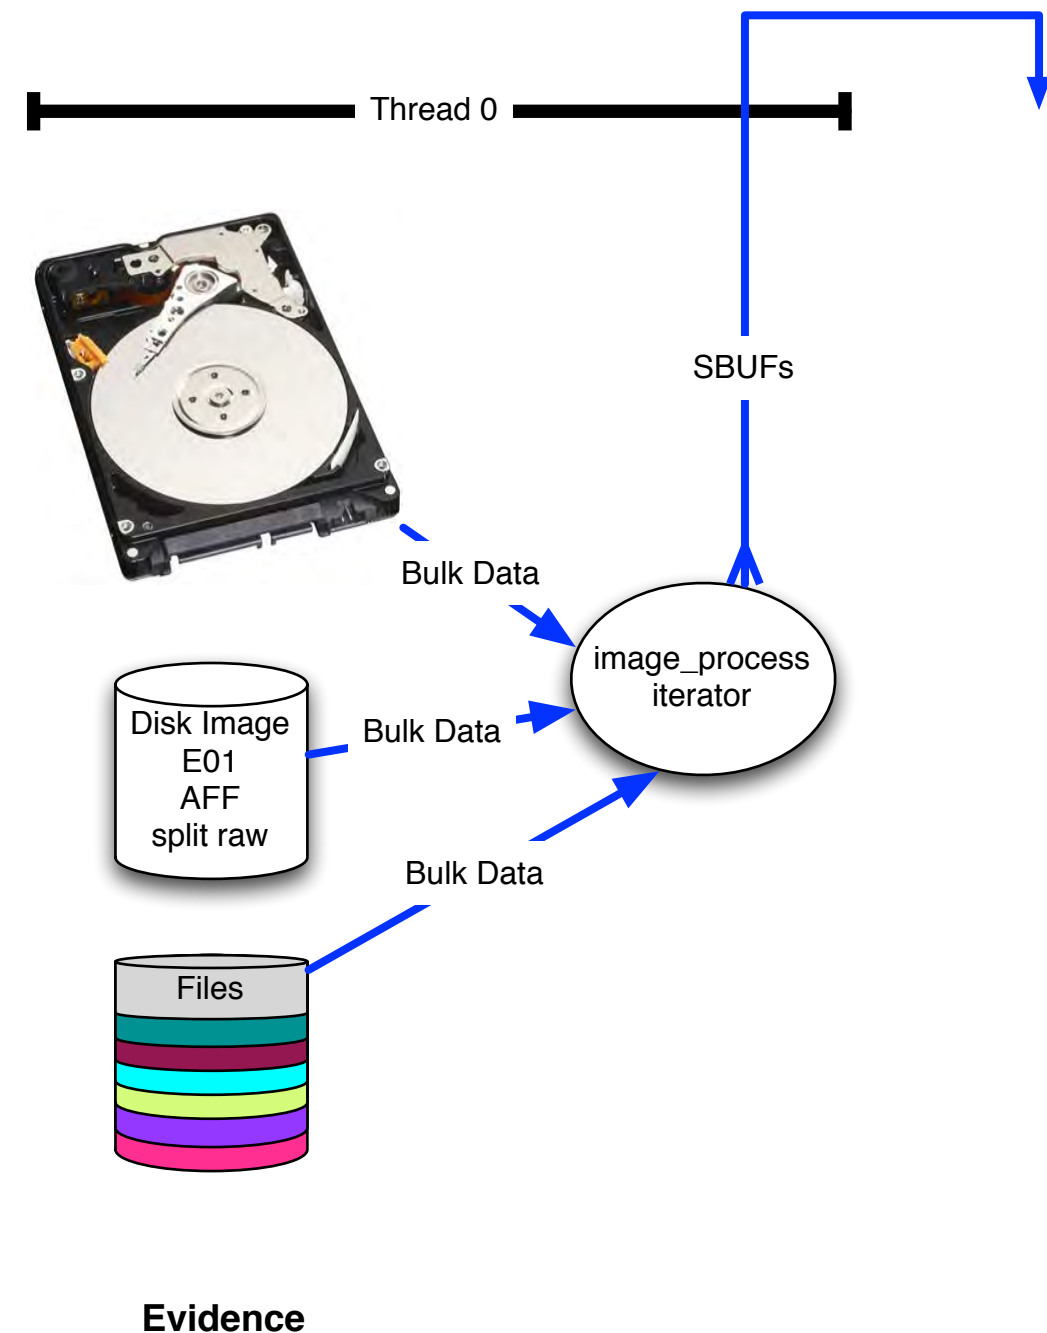 Thread 0
SBUFs
Bulk Data
image_process
iterator
Disk Image
E01
AFF
split raw
Bulk Data
Bulk Data
Files
Evidence